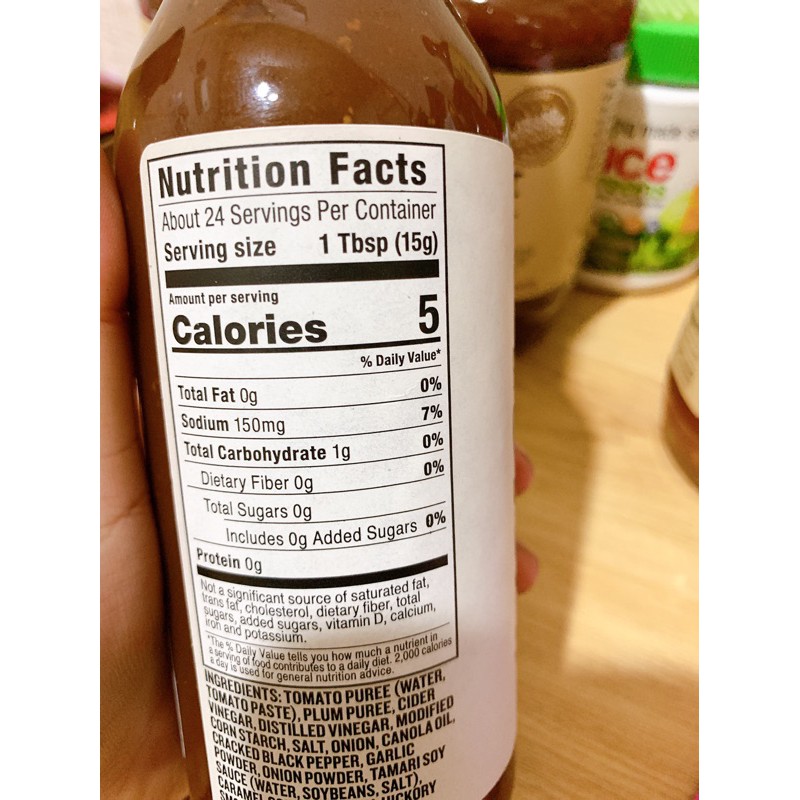 Nutrition Facts
About 24 Servings Per Container
Serving size 1 Tbsp (15g)
Amount per serving
Calories 5
% Daily Value*
Total Fat 0g 0%
Sodium 150mg 7%
Total Carbohydrate 1g 0%
Dietary Fiber 0g 0%
Total Sugars 0g
Includes 0g Added Sugars 0%
Protein 0g
Not a significant source of saturated fat,
trans fat, cholesterol, dietary fiber, total
sugars, added sugars, vitamin D, calcium,
iron and potassium.
*The % Daily Value tells you how much a nutrient in
a serving of food contributes to a daily diet. 2,000 calories
a day is used for general nutrition advice.
INGREDIENTS: TOMATO PUREE (WATER,
TOMATO PASTE), PLUM PUREE, CIDER
VINEGAR, DISTILLED VINEGAR, MODIFIED
CORN STARCH, SALT, ONION, CANOLA OIL,
CRACKED BLACK PEPPER, GARLIC
POWDER, ONION POWDER, TAMARI SOY
SAUCE (WATER, SOYBEANS, SALT),
HICKORY
made